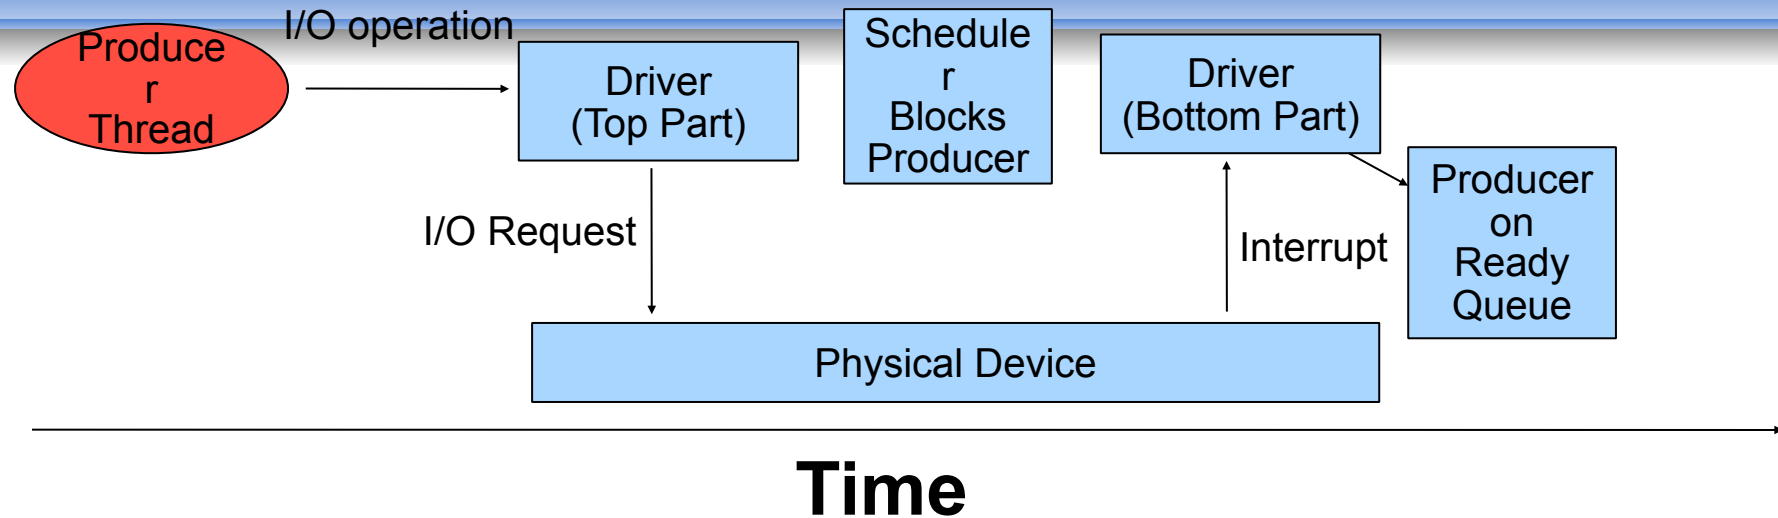 Produce
r
Thread
I/O operation
Driver
(Top Part)
Schedule
r
Blocks
Producer
Driver
(Bottom Part)
Producer
on
Ready
Queue
I/O Request
Interrupt
Physical Device
Time